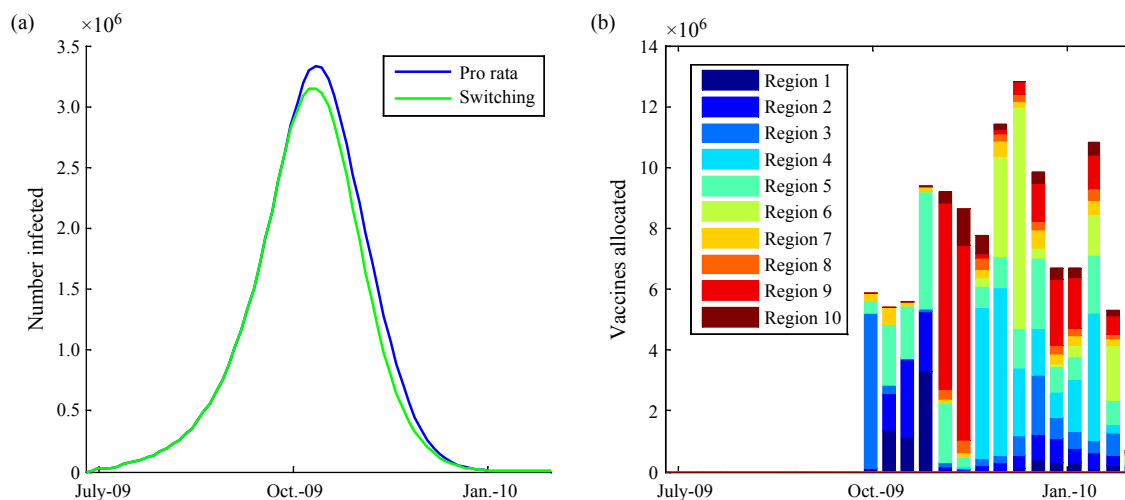 (a)
×10^6
3.5
3.0
2.5
2.0
1.5
1.0
0.5
0
Number infected
July-09
Oct.-09
Jan.-10
Pro rata
Switching
(b)
×10^6
14
12
10
8
6
4
2
0
Vaccines allocated
July-09
Oct.-09
Jan.-10
Region 1
Region 2
Region 3
Region 4
Region 5
Region 6
Region 7
Region 8
Region 9
Region 10